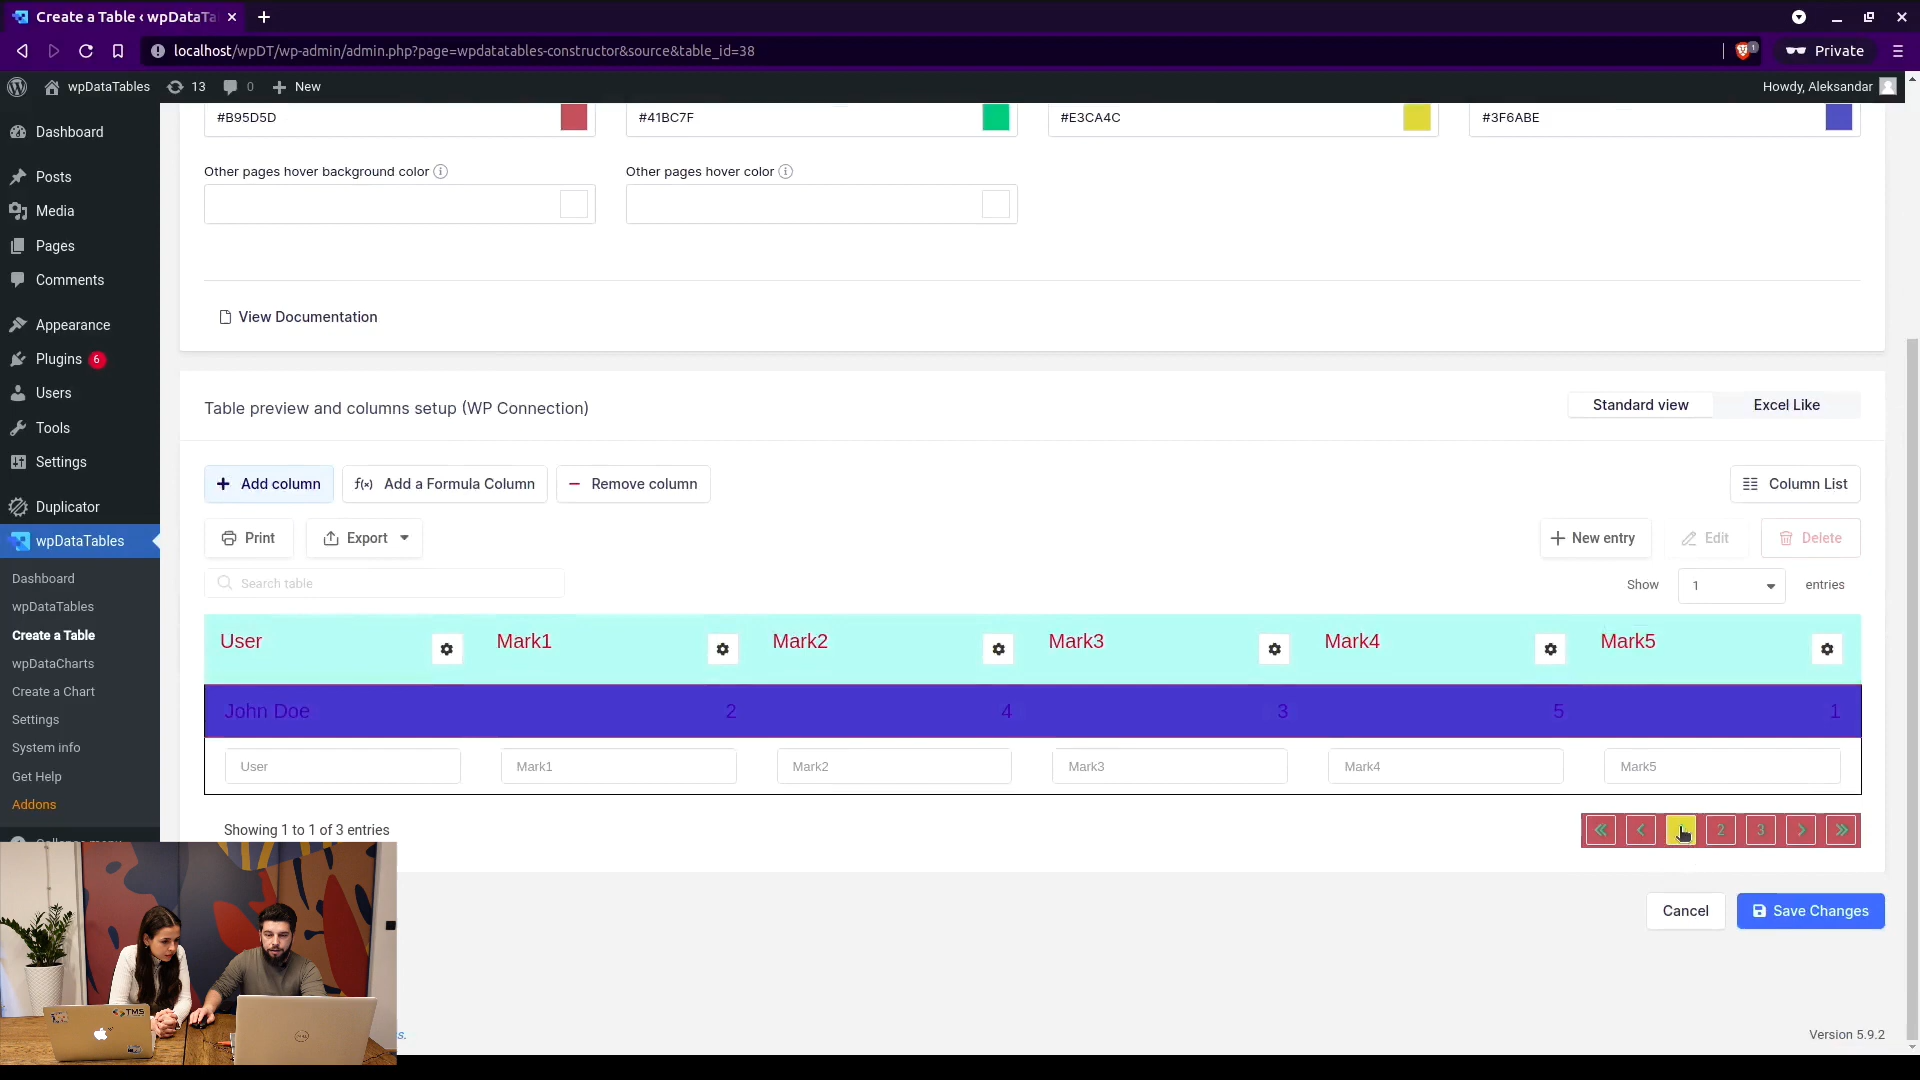 Create a Table ‹ wpDataTa
localhost/wpDT/wp-admin/admin.php?page=wpdatatables-constructor&source&table_id=38
1
Private
wpDataTables
13
0
New
Howdy, Aleksandar
Dashboard
Posts
Media
Pages
Comments
Appearance
Plugins 6
Users
Tools
Settings
Duplicator
wpDataTables
Dashboard
wpDataTables
Create a Table
wpDataCharts
Create a Chart
Settings
System info
Get Help
Addons
#B95D5D
#41BC7F
#E3CA4C
#3F6ABE
Other pages hover background color
Other pages hover color
View Documentation
Table preview and columns setup (WP Connection)
Standard view
Excel Like
Add column
f(x) Add a Formula Column
Remove column
Column List
Print
Export
New entry
Edit
Delete
Search table
Show 1 entries
User Mark1 Mark2 Mark3 Mark4 Mark5
John Doe 2 4 3 5 1
User Mark1 Mark2 Mark3 Mark4 Mark5
Showing 1 to 1 of 3 entries
« ‹ 2 3 › »
Cancel
Save Changes
TMS
DELL
s.
Version 5.9.2